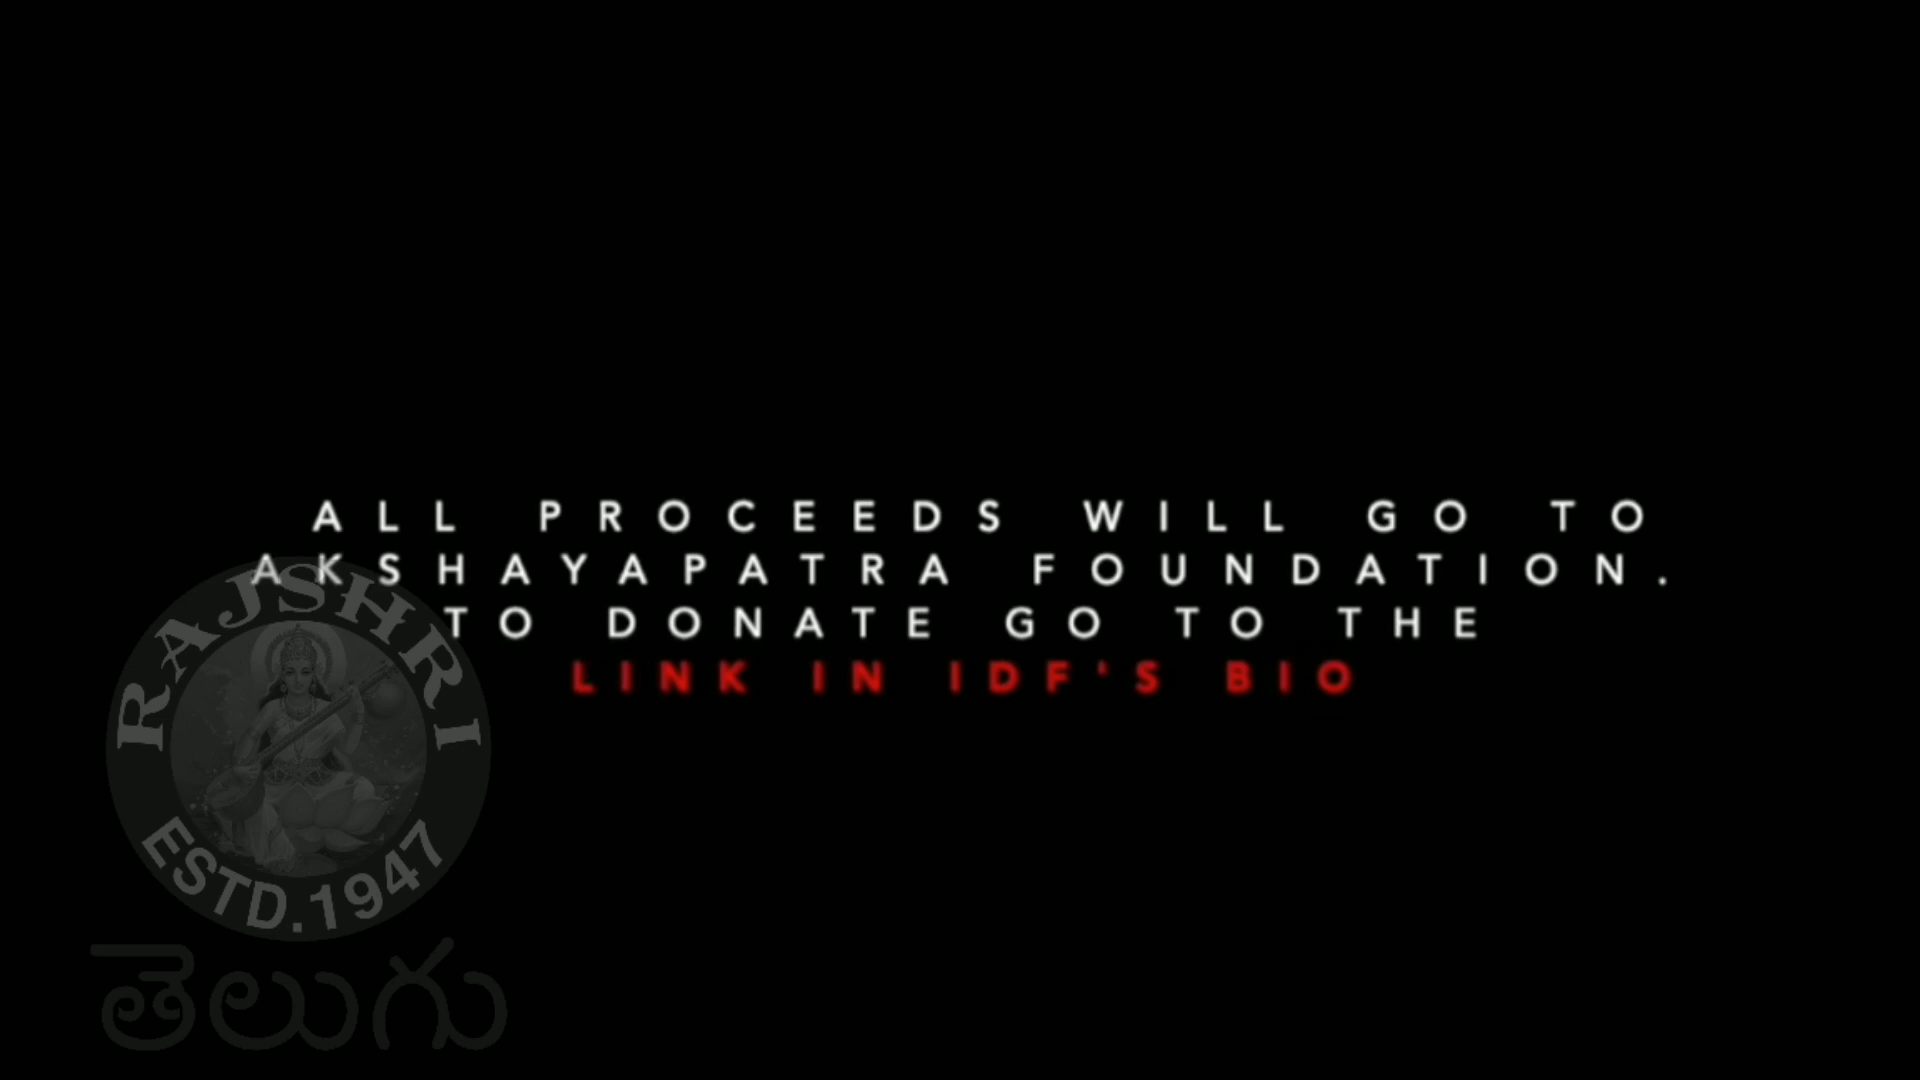 ALL PROCEEDS WILL GO TO
AKSHAYAPATRA FOUNDATION.
TO DONATE GO TO THE
LINK IN IDF'S BIO
RAJSHRI
ESTD.1947
తెలుగు